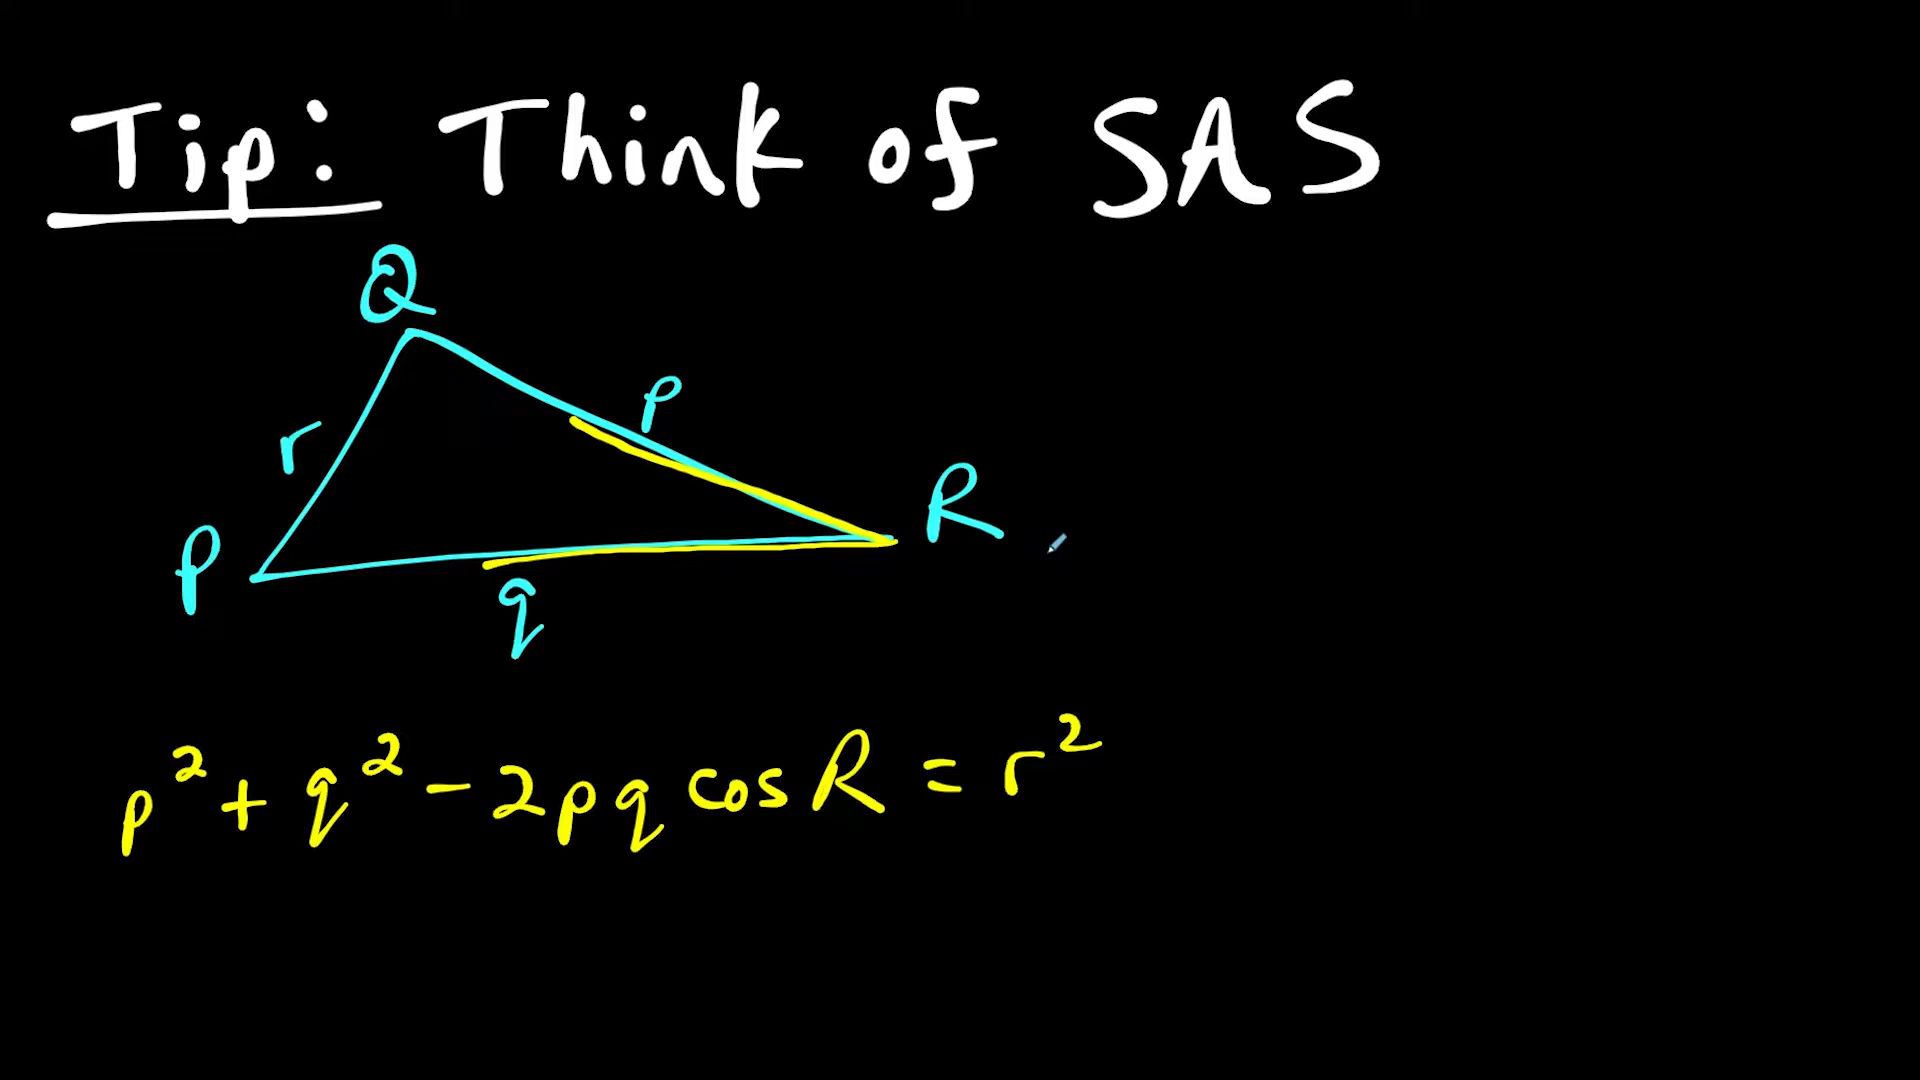 Tip: Think of SAS
Q
p
r
R
P
q
p² + q² - 2pq cos R = r²